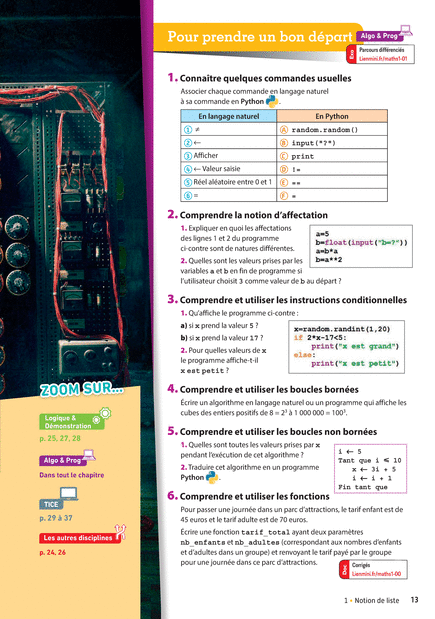 Pour prendre un bon départ
Algo & Prog
Exo
Parcours différenciés
Lienmini.fr/maths1-01
1. Connaitre quelques commandes usuelles
Associer chaque commande en langage naturel
à sa commande en Python .
En langage naturel En Python
1 ≠ A random.random()
2 ← B input("?")
3 Afficher C print
4 ← Valeur saisie D !=
5 Réel aléatoire entre 0 et 1 E ==
6 = F =
2. Comprendre la notion d'affectation
1. Expliquer en quoi les affectations
des lignes 1 et 2 du programme
ci-contre sont de natures différentes.
2. Quelles sont les valeurs prises par les
variables a et b en fin de programme si
l'utilisateur choisit 3 comme valeur de b au départ ?
a=5
b=float(input("b=?"))
a=b*a
b=a**2
3. Comprendre et utiliser les instructions conditionnelles
1. Qu'affiche le programme ci-contre :
a) si x prend la valeur 5 ?
b) si x prend la valeur 17 ?
2. Pour quelles valeurs de x
le programme affiche-t-il
x est petit ?
x=random.randint(1,20)
if 2*x-17<5:
print("x est grand")
else:
print("x est petit")
4. Comprendre et utiliser les boucles bornées
Écrire un algorithme en langage naturel ou un programme qui affiche les
cubes des entiers positifs de 8 = 2³ à 1 000 000 = 100³.
5. Comprendre et utiliser les boucles non bornées
1. Quelles sont toutes les valeurs prises par x
pendant l'exécution de cet algorithme ?
2. Traduire cet algorithme en un programme
Python .
i ← 5
Tant que i ⩽ 10
x ← 3i + 5
i ← i + 1
Fin tant que
6. Comprendre et utiliser les fonctions
Pour passer une journée dans un parc d'attractions, le tarif enfant est de
45 euros et le tarif adulte est de 70 euros.
Écrire une fonction tarif_total ayant deux paramètres
nb_enfants et nb_adultes (correspondant aux nombres d'enfants
et d'adultes dans un groupe) et renvoyant le tarif payé par le groupe
pour une journée dans ce parc d'attractions.
Doc
Corrigés
Lienmini.fr/maths1-00
ZOOM SUR...
Logique &
Démonstration
p. 25, 27, 28
Algo & Prog
Dans tout le chapitre
TICE
p. 29 à 37
Les autres disciplines
p. 24, 26
1 • Notion de liste 13